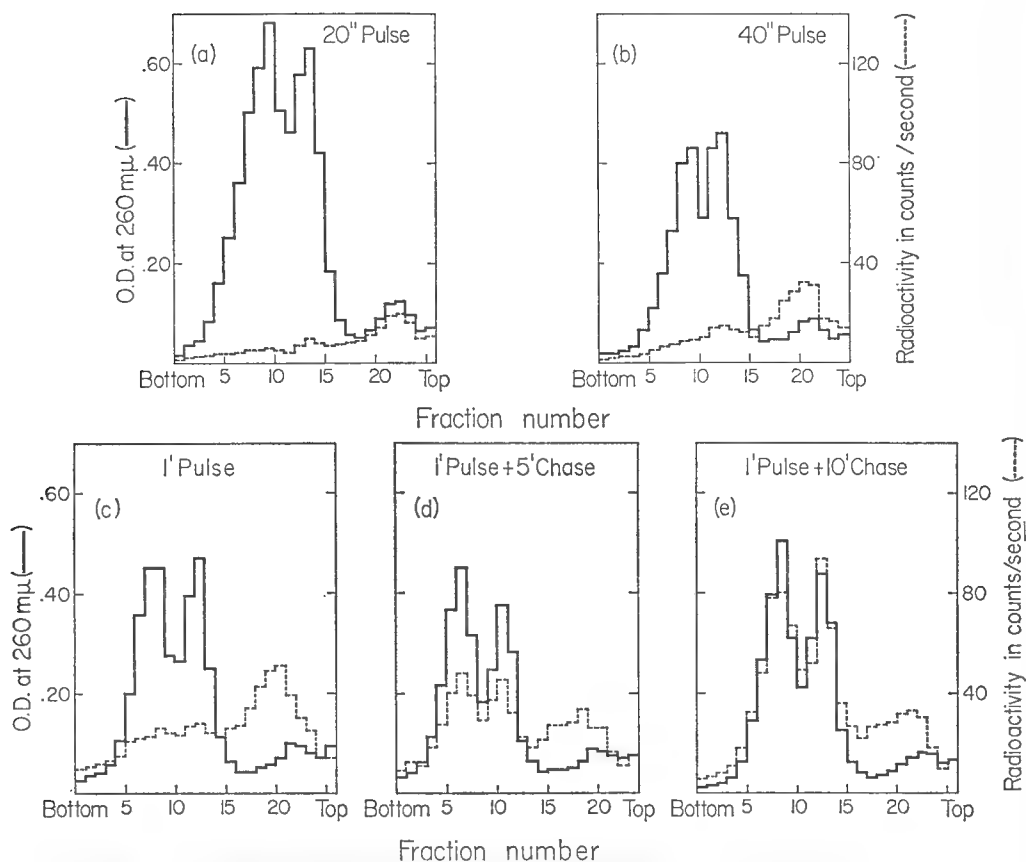 (a)
20" Pulse
.60
.40
.20
O.D. at 260 mμ (—)
Bottom 5 10 15 20 Top
(b)
40" Pulse
120
80
40
Radioactivity in counts / second (----)
Bottom 5 10 15 20 Top
Fraction number
1' Pulse
(c)
.60
.40
.20
O.D. at 260 mμ (—)
Bottom 5 10 15 20 Top
1' Pulse + 5' Chase
(d)
Bottom 5 10 15 20 Top
1' Pulse + 10' Chase
(e)
120
80
40
Radioactivity in counts/second (----)
Bottom 5 10 15 20 Top
Fraction number